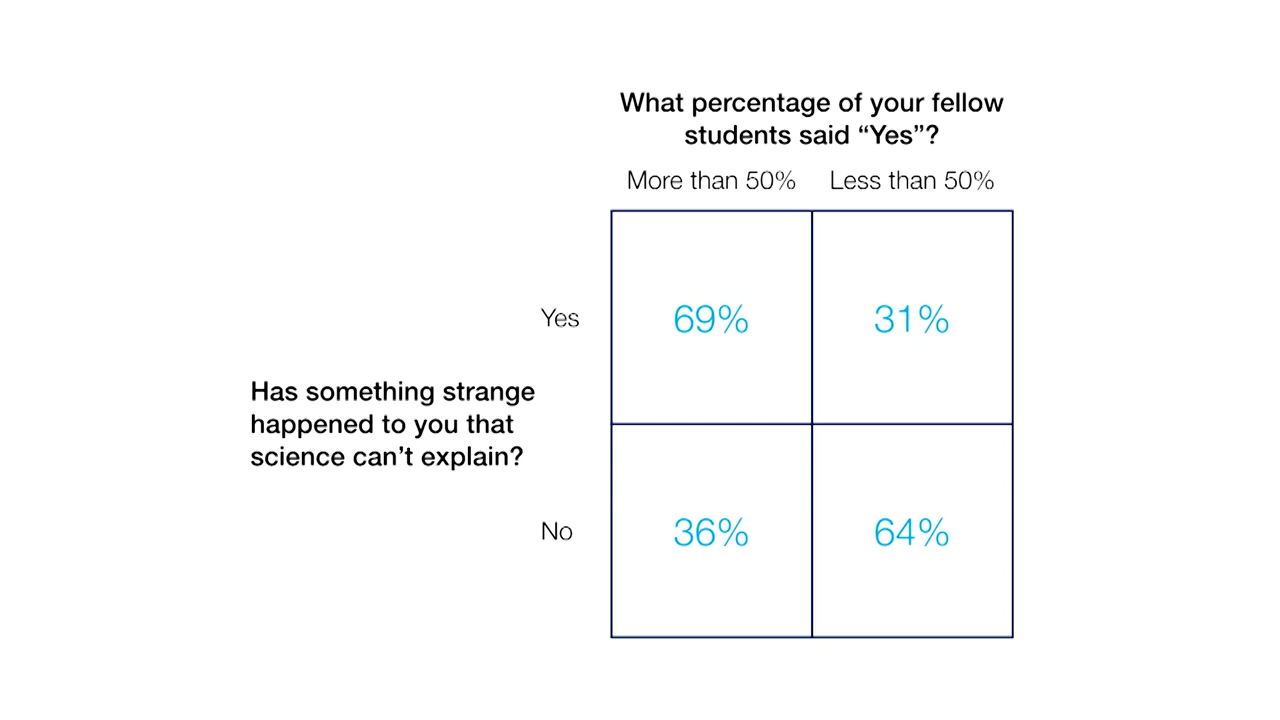 What percentage of your fellow
students said “Yes”?
More than 50% Less than 50%
Yes 69% 31%
Has something strange
happened to you that
science can’t explain?
No 36% 64%